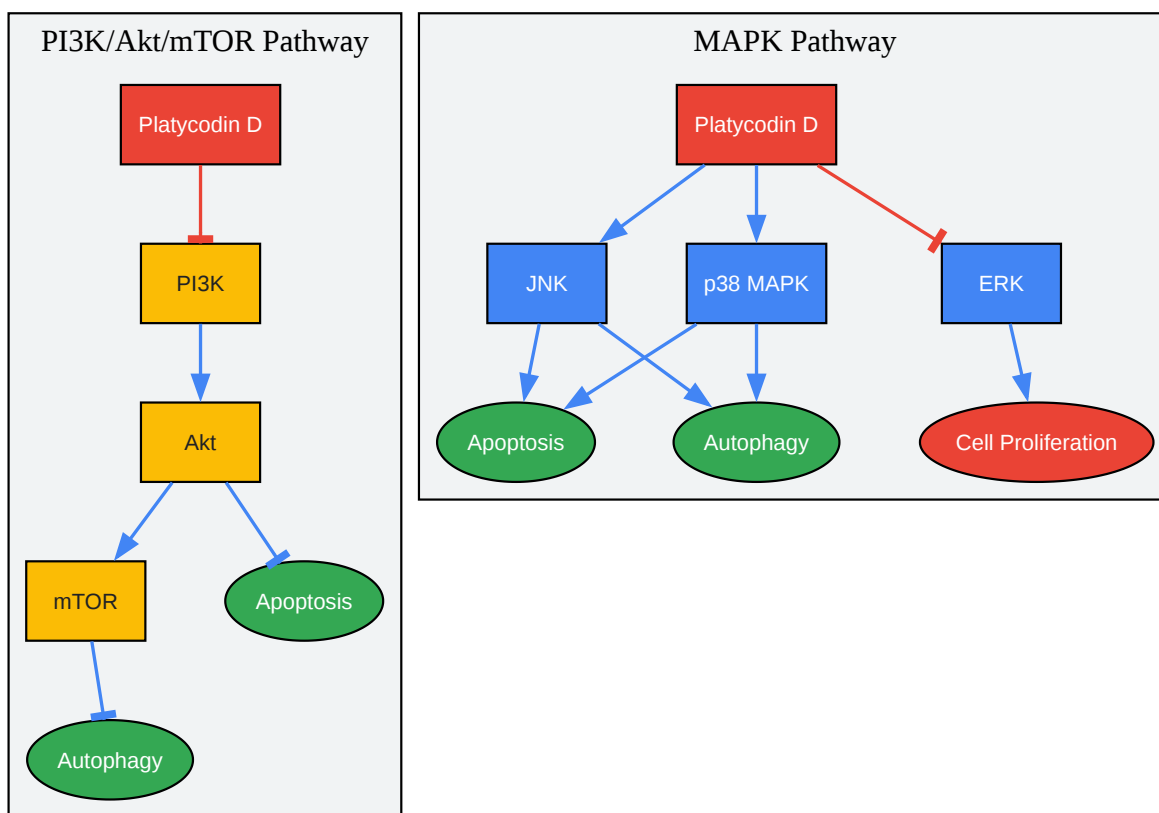 PI3K/Akt/mTOR Pathway
Platycodin D
PI3K
Akt
mTOR
Apoptosis
Autophagy
MAPK Pathway
Platycodin D
JNK
p38 MAPK
ERK
Apoptosis
Autophagy
Cell Proliferation